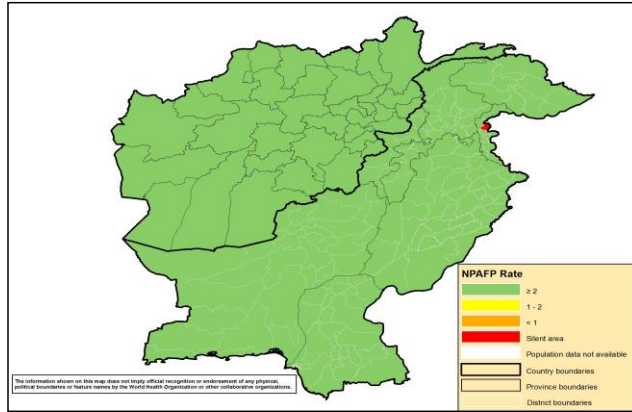 NPAFP Rate
≥ 2
1 - 2
< 1
Silent area
Population data not available
Country boundaries
Province boundaries
District boundaries
The information shown on this map does not imply official recognition or endorsement of any physical,
political boundaries or feature names by the World Health Organization or other collaborative organizations.